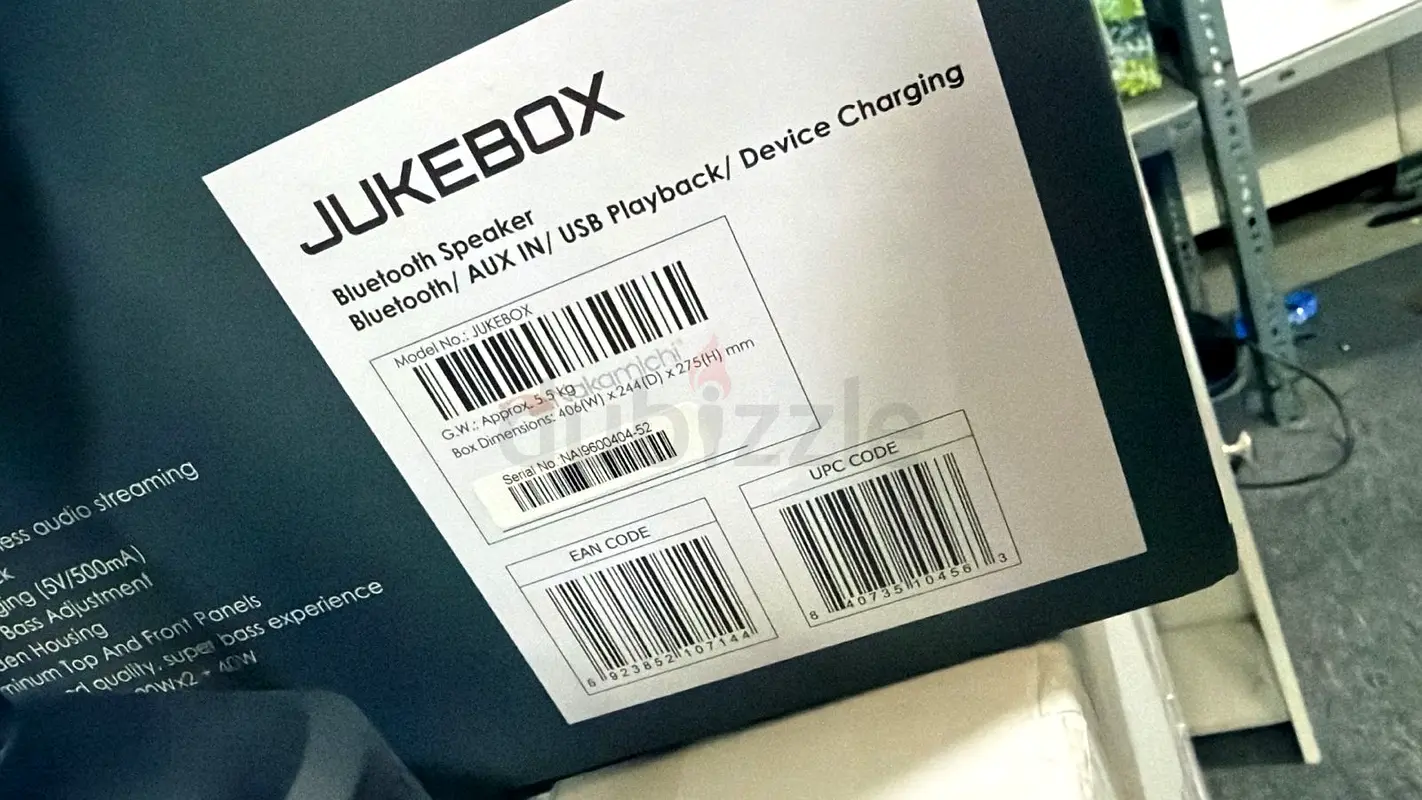 JUKEBOX
Bluetooth Speaker
Bluetooth/ AUX IN/ USB Playback/ Device Charging
Model No.: JUKEBOX
Nakamichi
G.W.: Approx. 5.5 kg
Box Dimensions: 406(W) x 244(D) x 275(H) mm
dubizzle
Serial No.:NAI9600404-52
EAN CODE
6 923852 107144
UPC CODE
8 40735 10456 3
less audio streaming
ging (5V/500mA)
Bass Adjustment
den Housing
minum Top And Front Panels
quality, super bass experience
Wx2 + 40W